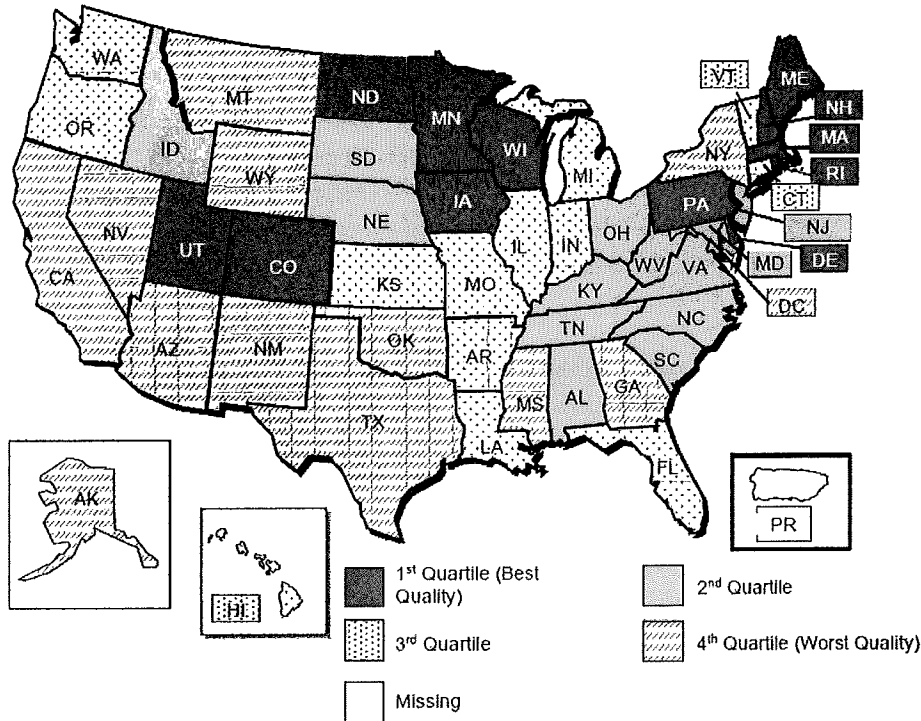 WA
MT
ND
MN
VT
ME
NH
OR
ID
SD
WI
MA
WY
MI
NY
RI
CT
NE
IA
PA
NJ
NV
UT
CO
IL
IN
OH
WV
VA
MD
DE
CA
KS
MO
KY
DC
AZ
NM
OK
AR
TN
NC
SC
TX
MS
AL
GA
LA
FL
AK
HI
PR
1st Quartile (Best
Quality)
2nd Quartile
3rd Quartile
4th Quartile (Worst Quality)
Missing